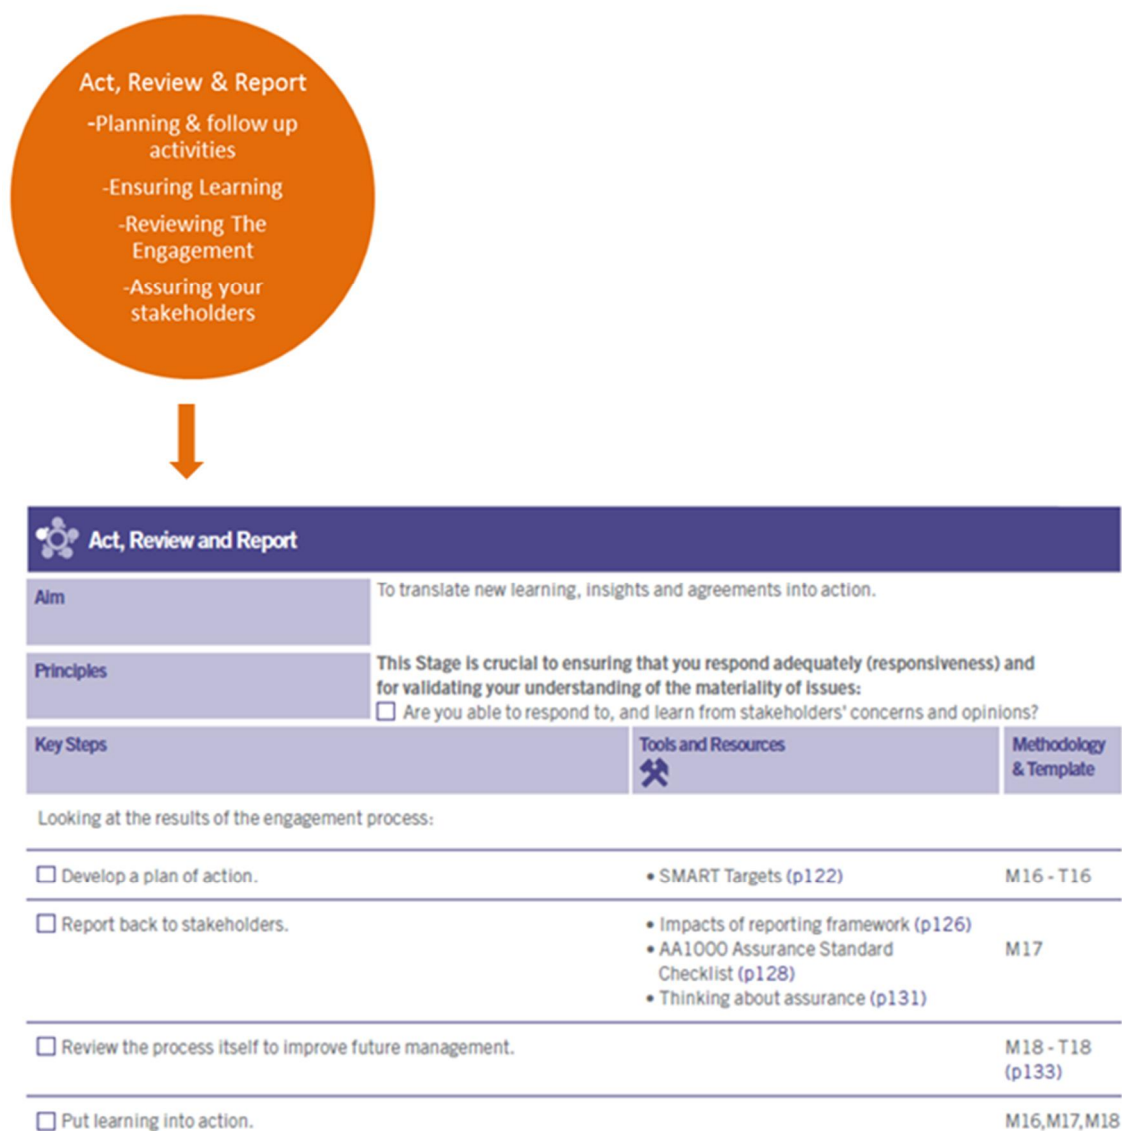 Act, Review & Report
-Planning & follow up
activities
-Ensuring Learning
-Reviewing The
Engagement
-Assuring your
stakeholders
Act, Review and Report
Aim
To translate new learning, insights and agreements into action.
Principles
This Stage is crucial to ensuring that you respond adequately (responsiveness) and
for validating your understanding of the materiality of issues:
Are you able to respond to, and learn from stakeholders' concerns and opinions?
Key Steps
Tools and Resources
Methodology
& Template
Looking at the results of the engagement process:
Develop a plan of action.
• SMART Targets (p122)
M16 - T16
Report back to stakeholders.
• Impacts of reporting framework (p126)
• AA1000 Assurance Standard
Checklist (p128)
• Thinking about assurance (p131)
M17
Review the process itself to improve future management.
M18 - T18
(p133)
Put learning into action.
M16,M17,M18